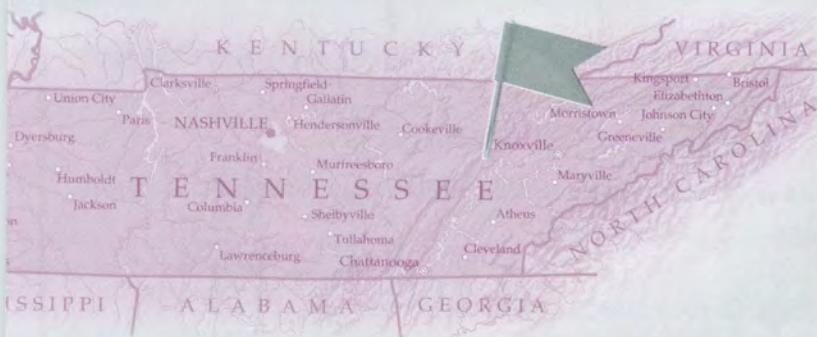 KENTUCKY
VIRGINIA
Clarksville
Springfield
Kingsport
Bristol
Union City
Gallatin
Elizabethton
Paris
NASHVILLE
Hendersonville
Cookeville
Morristown
Johnson City
Dyersburg
Knoxville
Greeneville
Franklin
Murfreesboro
Humboldt
TENNESSEE
Maryville
Jackson
Columbia
Shelbyville
Athens
NORTH CAROLINA
Tullahoma
Lawrenceburg
Chattanooga
Cleveland
ISSIPPI
ALABAMA
GEORGIA